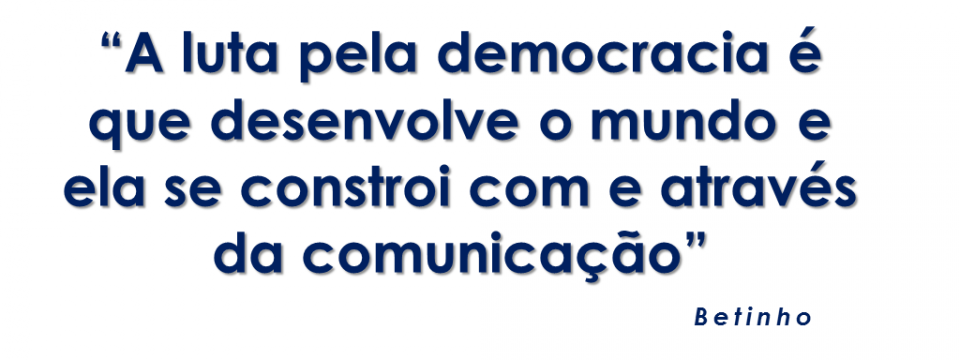 “A luta pela democracia é
que desenvolve o mundo e
ela se constroi com e através
da comunicação”
Betinho